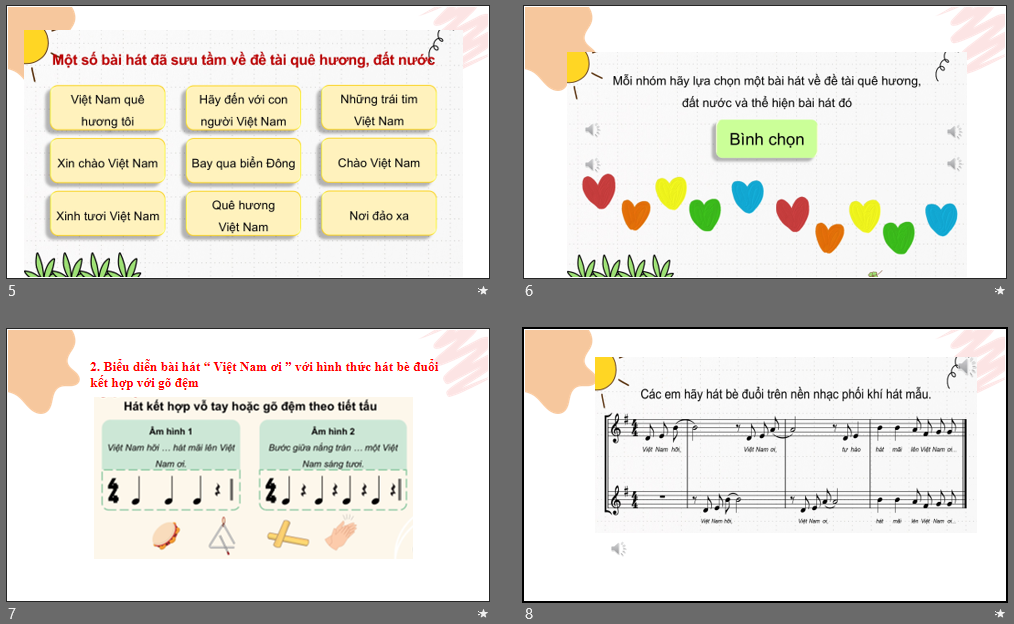 Một số bài hát đã sưu tầm về đề tài quê hương, đất nước
Việt Nam quê
hương tôi
Hãy đến với con
người Việt Nam
Những trái tim
Việt Nam
Xin chào Việt Nam
Bay qua biển Đông
Chào Việt Nam
Xinh tươi Việt Nam
Quê hương
Việt Nam
Nơi đảo xa
5
Mỗi nhóm hãy lựa chọn một bài hát về đề tài quê hương,
đất nước và thể hiện bài hát đó
Bình chọn
6
2. Biểu diễn bài hát “ Việt Nam ơi ” với hình thức hát bè đuổi
kết hợp với gõ đệm
Hát kết hợp vỗ tay hoặc gõ đệm theo tiết tấu
Âm hình 1
Việt Nam hỡi ... hát mãi lên Việt
Nam ơi.
Âm hình 2
Bước giữa nắng tràn ... một Việt
Nam sáng tươi.
7
Các em hãy hát bè đuổi trên nền nhạc phối khí hát mẫu.
Việt Nam hỡi, Việt Nam ơi, tự hào hát mãi lên Việt Nam ơi...
Việt Nam hỡi, Việt Nam ơi, hát mãi lên Việt Nam ơi...
8